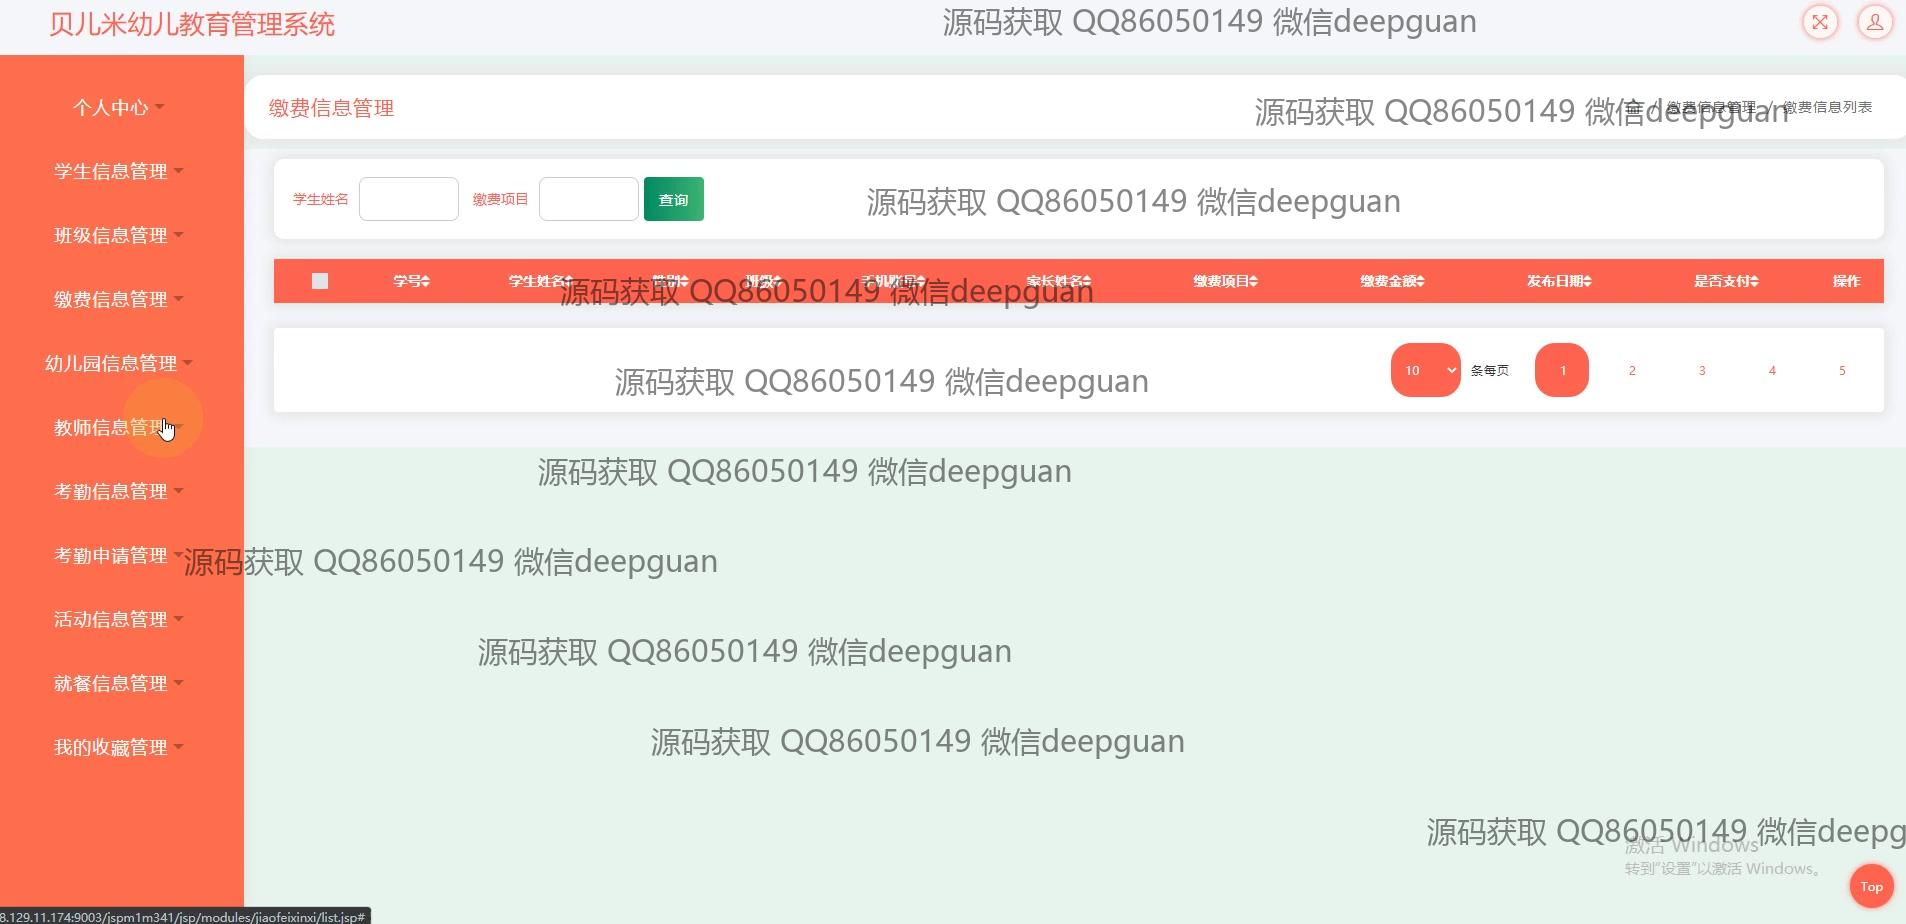 贝儿米幼儿教育管理系统
源码获取 QQ86050149 微信deepguan
个人中心
缴费信息管理
源码获取 QQ86050149 微信deepguan
/ 缴费信息管理 / 缴费信息列表
学生信息管理
学生姓名
缴费项目
查询
源码获取 QQ86050149 微信deepguan
班级信息管理
学号 学生姓名 性别 班级 手机账号 家长姓名 缴费项目 缴费金额 发布日期 是否支付 操作
源码获取 QQ86050149 微信deepguan
缴费信息管理
幼儿园信息管理
10 条每页 1 2 3 4 5
源码获取 QQ86050149 微信deepguan
教师信息管理
源码获取 QQ86050149 微信deepguan
考勤信息管理
考勤申请管理
源码获取 QQ86050149 微信deepguan
活动信息管理
源码获取 QQ86050149 微信deepguan
就餐信息管理
我的收藏管理
源码获取 QQ86050149 微信deepguan
源码获取 QQ86050149 微信deepg
激活 Windows
转到"设置"以激活 Windows。
Top
8.129.11.174:9003/jspm1m341/jsp/modules/jiaofeixinxi/list.jsp#